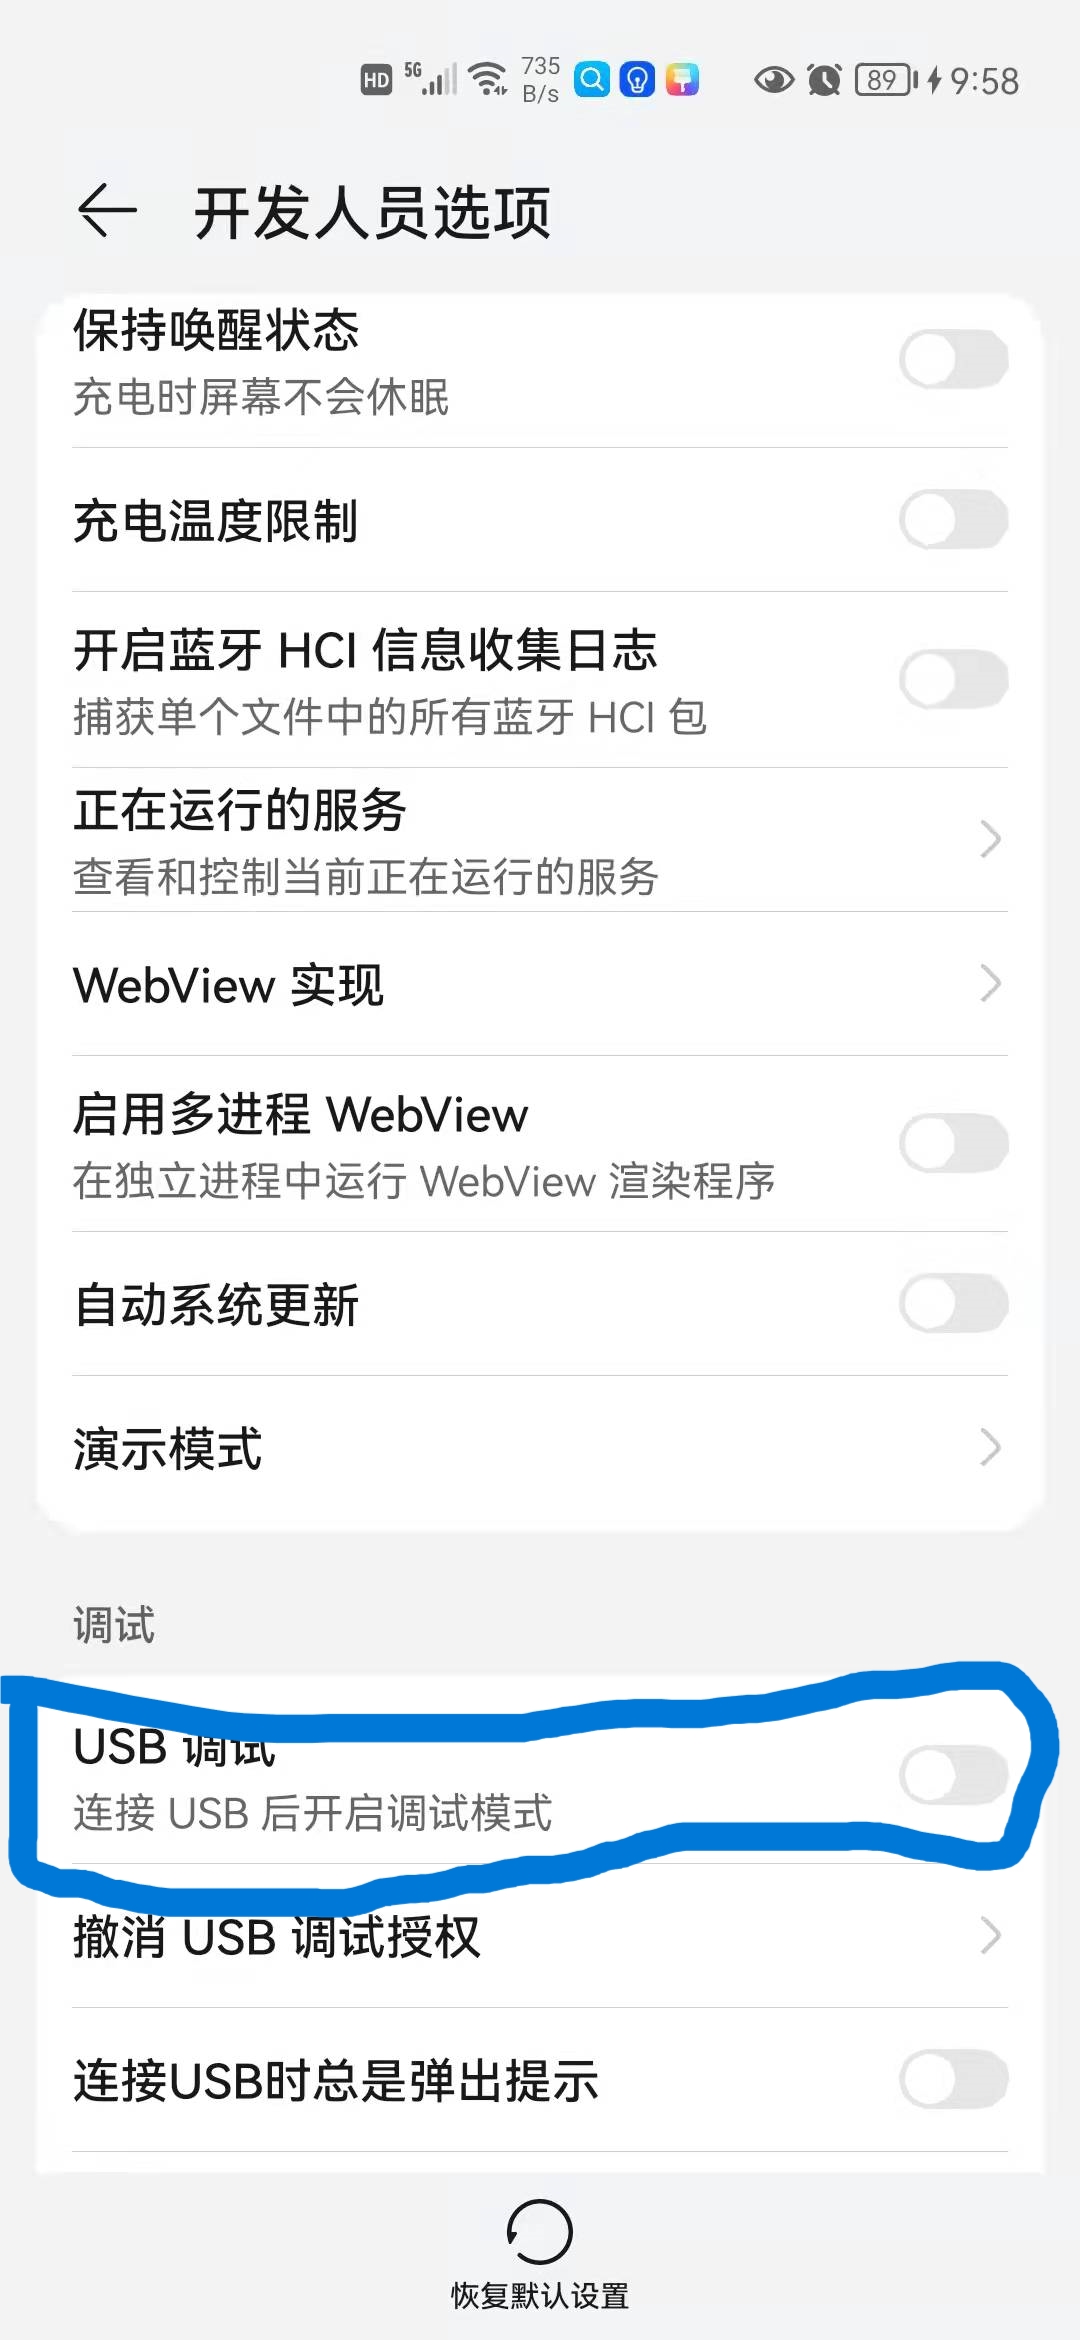 HD 5G 735 B/s 89 9:58
开发人员选项
保持唤醒状态
充电时屏幕不会休眠
充电温度限制
开启蓝牙 HCI 信息收集日志
捕获单个文件中的所有蓝牙 HCI 包
正在运行的服务
查看和控制当前正在运行的服务
WebView 实现
启用多进程 WebView
在独立进程中运行 WebView 渲染程序
自动系统更新
演示模式
调试
USB 调试
连接 USB 后开启调试模式
撤消 USB 调试授权
连接USB时总是弹出提示
恢复默认设置